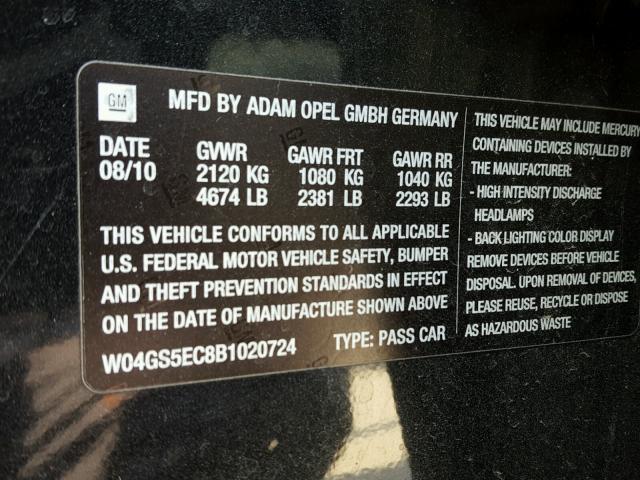 GM
MFD BY ADAM OPEL GMBH GERMANY
DATE GVWR GAWR FRT GAWR RR
08/10 2120 KG 1080 KG 1040 KG
4674 LB 2381 LB 2293 LB
THIS VEHICLE CONFORMS TO ALL APPLICABLE
U.S. FEDERAL MOTOR VEHICLE SAFETY, BUMPER
AND THEFT PREVENTION STANDARDS IN EFFECT
ON THE DATE OF MANUFACTURE SHOWN ABOVE
W04GS5EC8B1020724 TYPE: PASS CAR
THIS VEHICLE MAY INCLUDE MERCURY
CONTAINING DEVICES INSTALLED BY
THE MANUFACTURER:
- HIGH INTENSITY DISCHARGE
HEADLAMPS
- BACK LIGHTING COLOR DISPLAY
REMOVE DEVICES BEFORE VEHICLE
DISPOSAL. UPON REMOVAL OF DEVICES,
PLEASE REUSE, RECYCLE OR DISPOSE
AS HAZARDOUS WASTE